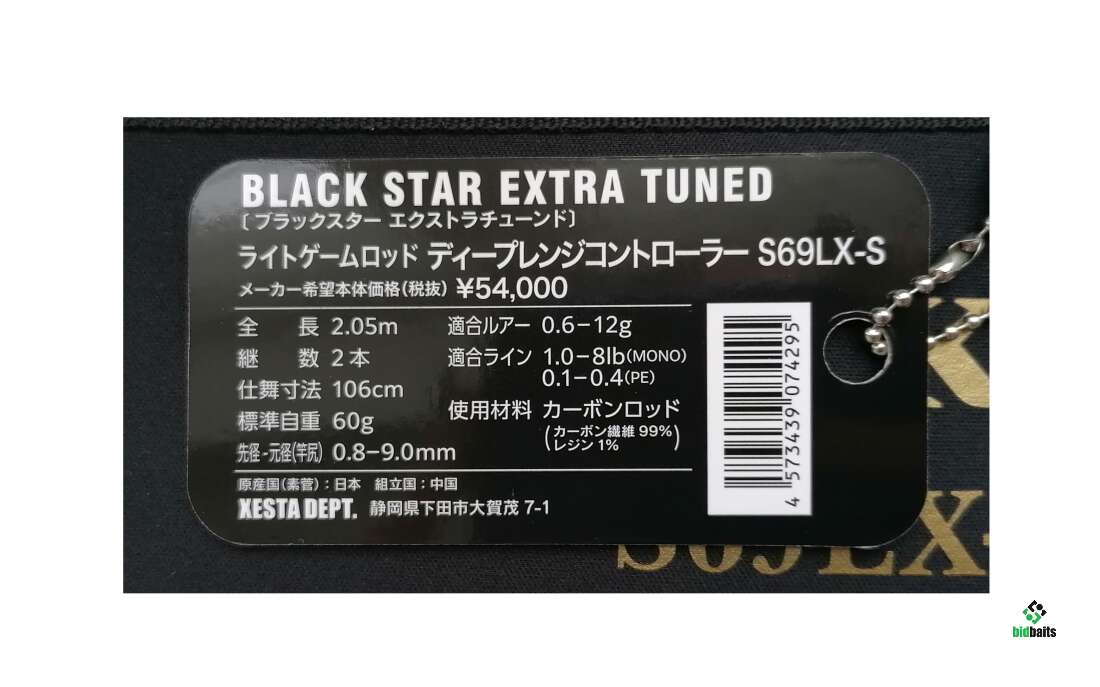 BLACK STAR EXTRA TUNED
〔ブラックスター エクストラチューンド〕
ライトゲームロッド ディープレンジコントローラー S69LX-S
メーカー希望本体価格(税抜) ¥54,000
全 長 2.05m
継 数 2本
仕舞寸法 106cm
標準自重 60g
先径-元径(竿尻) 0.8-9.0mm
適合ルアー 0.6-12g
適合ライン 1.0-8lb(MONO)
0.1-0.4(PE)
使用材料 カーボンロッド
(カーボン繊維 99%
レジン 1%)
原産国(素菅):日本 組立国:中国
XESTA DEPT. 静岡県下田市大賀茂 7-1
4 573439 074295
S69LX-
bidbaits